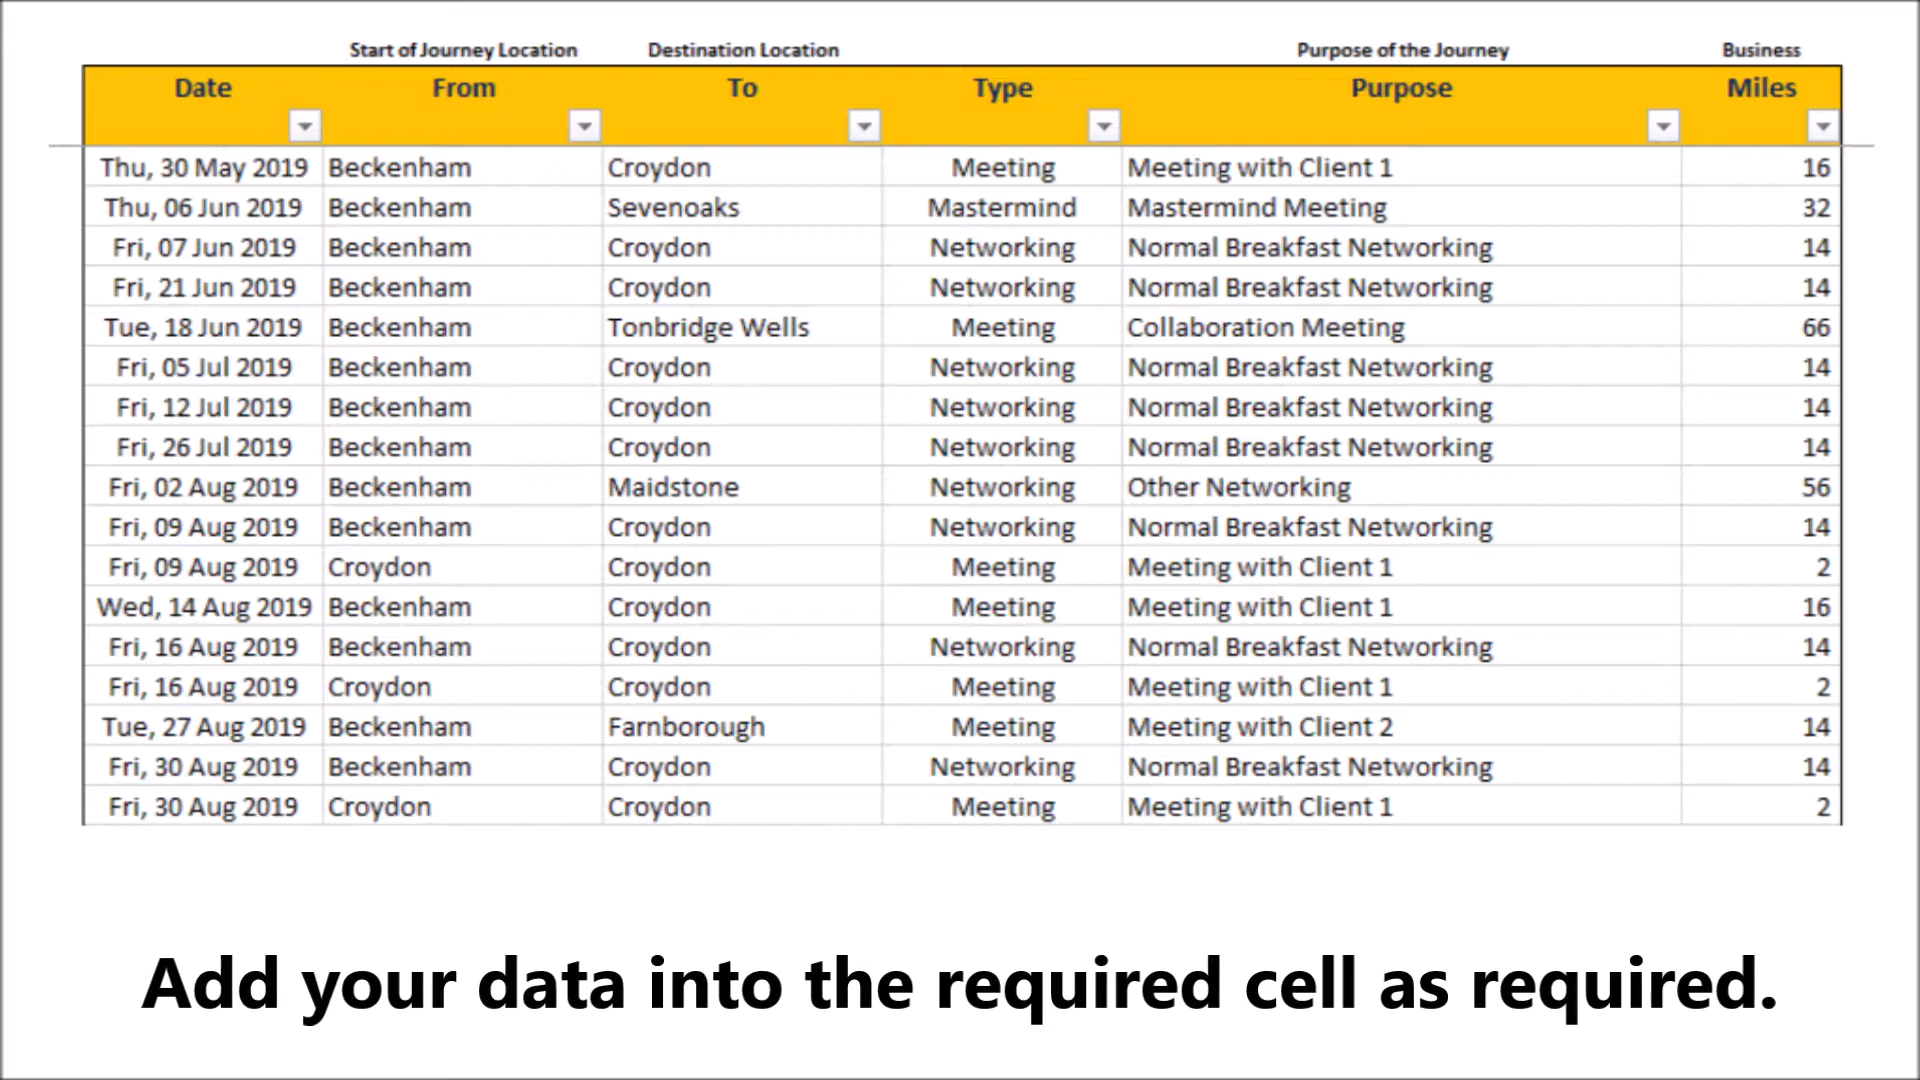 Start of Journey Location Destination Location Purpose of the Journey Business
Date From To Type Purpose Miles
Thu, 30 May 2019 Beckenham Croydon Meeting Meeting with Client 1 16
Thu, 06 Jun 2019 Beckenham Sevenoaks Mastermind Mastermind Meeting 32
Fri, 07 Jun 2019 Beckenham Croydon Networking Normal Breakfast Networking 14
Fri, 21 Jun 2019 Beckenham Croydon Networking Normal Breakfast Networking 14
Tue, 18 Jun 2019 Beckenham Tonbridge Wells Meeting Collaboration Meeting 66
Fri, 05 Jul 2019 Beckenham Croydon Networking Normal Breakfast Networking 14
Fri, 12 Jul 2019 Beckenham Croydon Networking Normal Breakfast Networking 14
Fri, 26 Jul 2019 Beckenham Croydon Networking Normal Breakfast Networking 14
Fri, 02 Aug 2019 Beckenham Maidstone Networking Other Networking 56
Fri, 09 Aug 2019 Beckenham Croydon Networking Normal Breakfast Networking 14
Fri, 09 Aug 2019 Croydon Croydon Meeting Meeting with Client 1 2
Wed, 14 Aug 2019 Beckenham Croydon Meeting Meeting with Client 1 16
Fri, 16 Aug 2019 Beckenham Croydon Networking Normal Breakfast Networking 14
Fri, 16 Aug 2019 Croydon Croydon Meeting Meeting with Client 1 2
Tue, 27 Aug 2019 Beckenham Farnborough Meeting Meeting with Client 2 14
Fri, 30 Aug 2019 Beckenham Croydon Networking Normal Breakfast Networking 14
Fri, 30 Aug 2019 Croydon Croydon Meeting Meeting with Client 1 2
Add your data into the required cell as required.